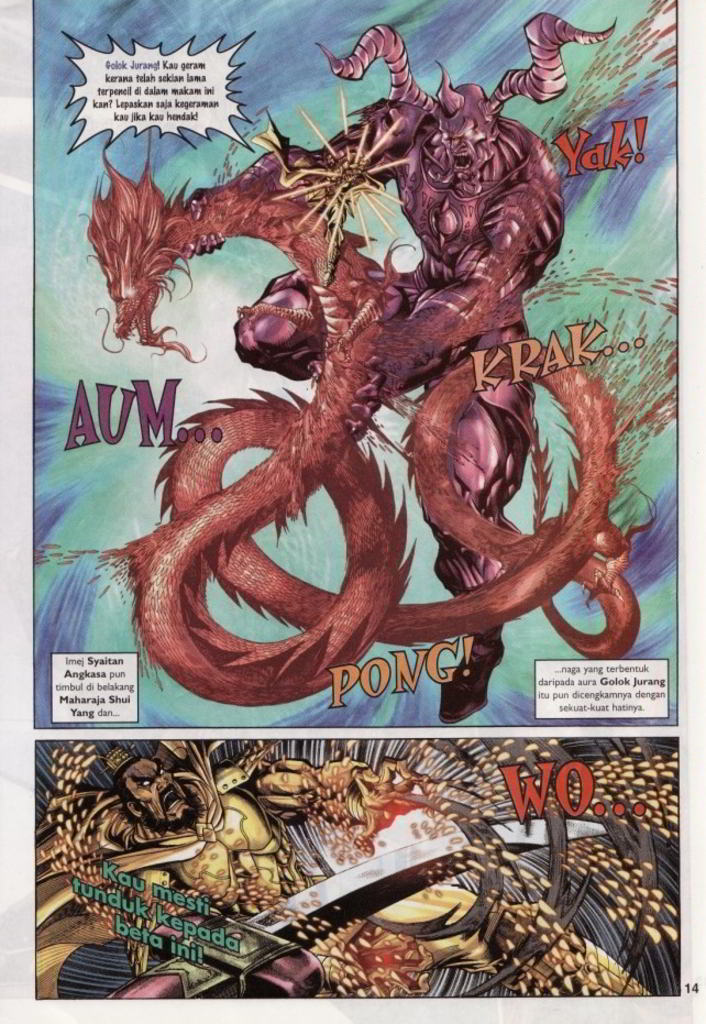 Golok Jurang! Kau geram
kerana telah sekian lama
terpencil di dalam makam ini
kan? Lepaskan saja kegeraman
kau jika kau hendak!
Yak!
KRAK...
AUM...
PONG!
Imej Syaitan
Angkasa pun
timbul di belakang
Maharaja Shui
Yang dan...
...naga yang terbentuk
daripada aura Golok Jurang
itu pun dicengkamnya dengan
sekuat-kuat hatinya.
WO...
Kau mesti
tunduk kepada
beta ini!
14